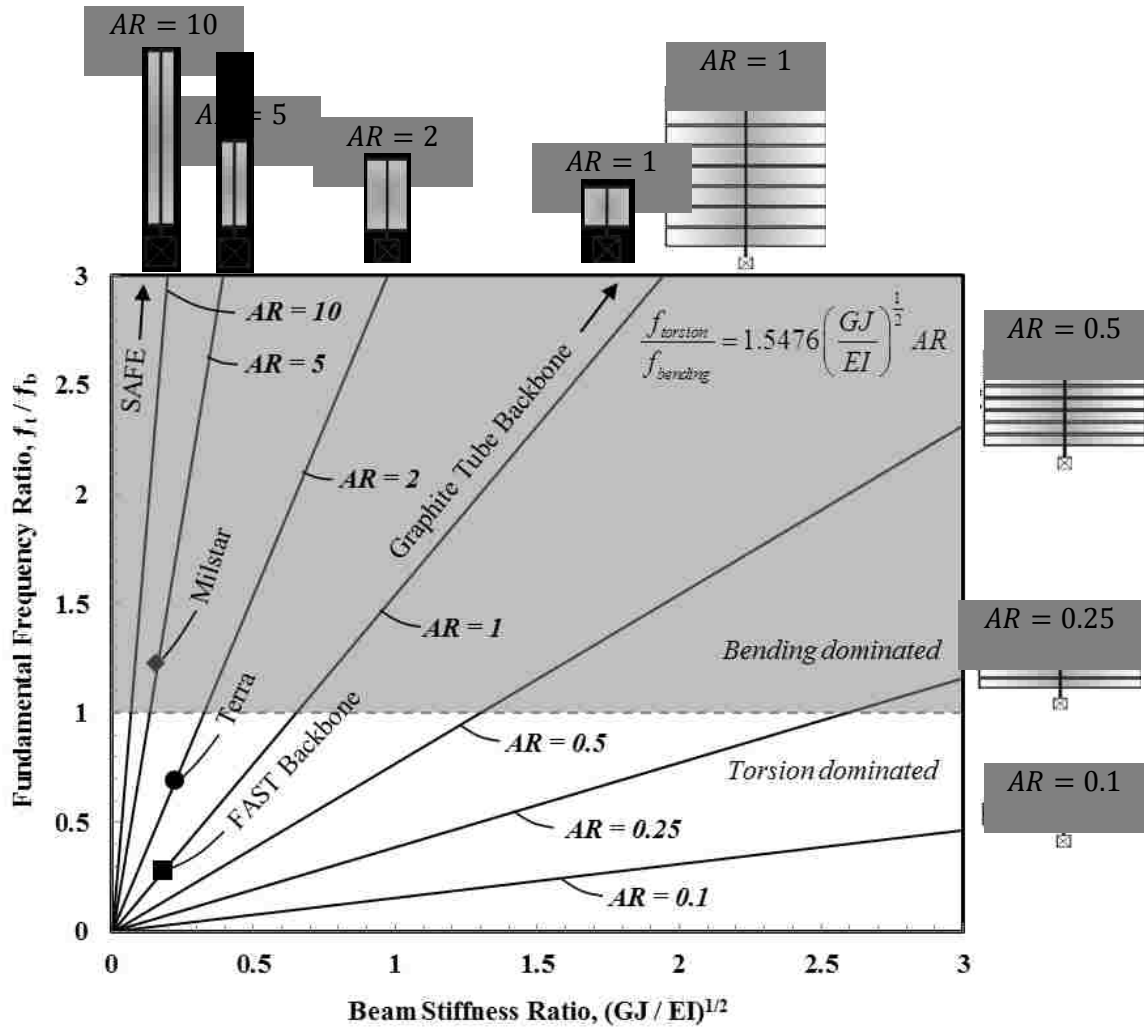 AR = 10
AR = 5
AR = 2
AR = 1
AR = 1
AR = 0.5
AR = 0.25
AR = 0.1
3
2.5
2
1.5
1
0.5
0
Fundamental Frequency Ratio, f_t / f_b
SAFE
AR = 10
AR = 5
AR = 2
Milstar
Terra
FAST Backbone
Graphite Tube Backbone
AR = 1
f_torsion / f_bending = 1.5476 (GJ / EI)^{1/2} AR
Bending dominated
Torsion dominated
AR = 0.5
AR = 0.25
AR = 0.1
0 0.5 1 1.5 2 2.5 3
Beam Stiffness Ratio, (GJ / EI)^{1/2}